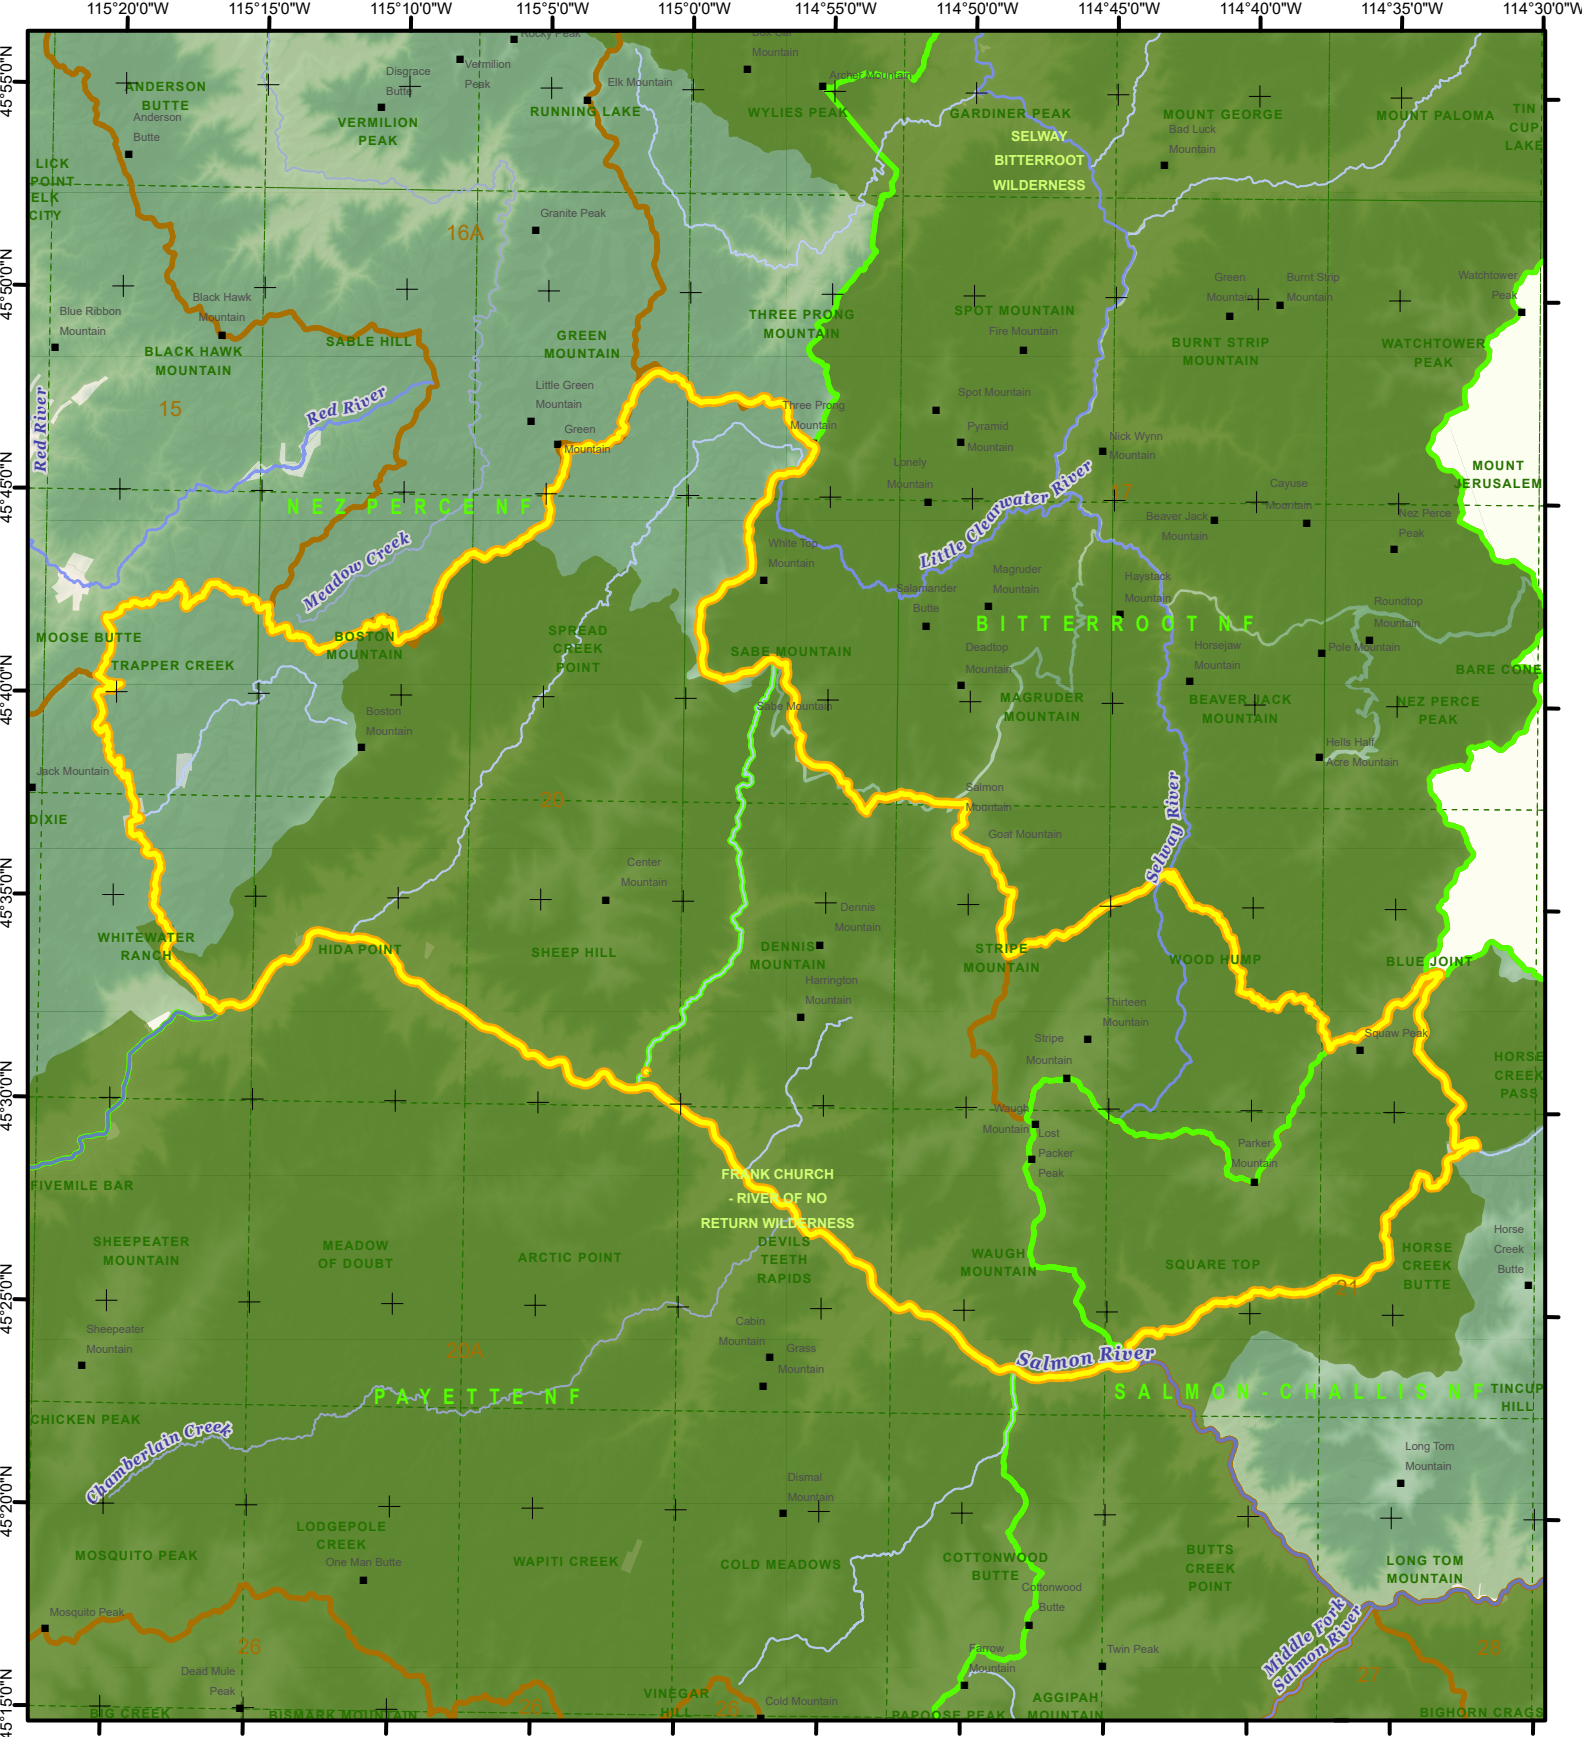 115°20'0"W
115°15'0"W
115°10'0"W
115°5'0"W
115°0'0"W
114°55'0"W
114°50'0"W
114°45'0"W
114°40'0"W
114°35'0"W
114°30'0"W
45°55'0"N
45°50'0"N
45°45'0"N
45°40'0"N
45°35'0"N
45°30'0"N
45°25'0"N
45°20'0"N
45°15'0"N
Rocky Peak
Mountain
Disgrace
Butte
Vermilion
Peak
Elk Mountain
Archer Mountain
ANDERSON
BUTTE
Anderson
Butte
VERMILION
PEAK
RUNNING LAKE
WYLIES PEAK
GARDINER PEAK
MOUNT GEORGE
MOUNT PALOMA
TIN
CUP
LAKE
SELWAY
BITTERROOT
WILDERNESS
Bad Luck
Mountain
LICK
POINT
ELK
CITY
Granite Peak
16A
Blue Ribbon
Mountain
Black Hawk
Mountain
BLACK HAWK
MOUNTAIN
SABLE HILL
GREEN
MOUNTAIN
THREE PRONG
MOUNTAIN
SPOT MOUNTAIN
Fire Mountain
Green
Mountain
Burnt Strip
Mountain
Watchtower
Peak
BURNT STRIP
MOUNTAIN
WATCHTOWER
PEAK
15
Red River
Red River
Little Green
Mountain
Green
Mountain
Three Prong
Mountain
Spot Mountain
Pyramid
Mountain
Nick Wynn
Mountain
Lonely
Mountain
MOUNT
JERUSALEM
NEZ PERCE NF
Little Clearwater River
17
Cayuse
Mountain
Beaver Jack
Mountain
Nez Perce
Peak
Meadow Creek
White Top
Mountain
Salamander
Butte
Magruder
Mountain
Haystack
Mountain
Roundtop
Mountain
BITTERROOT NF
MOOSE BUTTE
BOSTON
MOUNTAIN
TRAPPER CREEK
SPREAD
CREEK
POINT
SABE MOUNTAIN
Deadtop
Mountain
Horsejaw
Mountain
Pole Mountain
BARE CONE
MAGRUDER
MOUNTAIN
BEAVER JACK
MOUNTAIN
NEZ PERCE
PEAK
Boston
Mountain
Sabe Mountain
Hells Half
Acre Mountain
Jack Mountain
DIXIE
20
Salmon
Mountain
Goat Mountain
Selway River
Center
Mountain
Dennis
Mountain
WHITEWATER
RANCH
HIDA POINT
SHEEP HILL
DENNIS
MOUNTAIN
STRIPE
MOUNTAIN
WOOD HUMP
BLUE JOINT
Harrington
Mountain
Thirteen
Mountain
Stripe
Mountain
Squaw Peak
HORSE
CREEK
PASS
Waugh
Mountain
Lost
Packer
Peak
Parker
Mountain
FIVEMILE BAR
FRANK CHURCH
- RIVER OF NO
RETURN WILDERNESS
SHEEPEATER
MOUNTAIN
MEADOW
OF DOUBT
ARCTIC POINT
DEVILS
TEETH
RAPIDS
WAUGH
MOUNTAIN
SQUARE TOP
HORSE
CREEK
BUTTE
Horse
Creek
Butte
21
Sheepeater
Mountain
20A
Cabin
Mountain
Grass
Mountain
Salmon River
PAYETTE NF
SALMON-CHALLIS NF
TINCUP
HILL
CHICKEN PEAK
Chamberlain Creek
Long Tom
Mountain
Dismal
Mountain
MOSQUITO PEAK
LODGEPOLE
CREEK
One Man Butte
WAPITI CREEK
COLD MEADOWS
COTTONWOOD
BUTTE
Cottonwood
Butte
BUTTS
CREEK
POINT
LONG TOM
MOUNTAIN
Mosquito Peak
26
Dead Mule
Peak
Farrow
Mountain
Twin Peak
Middle Fork
Salmon River
27
28
BIG CREEK
BISMARK MOUNTAIN
VINEGAR
HILL
Cold Mountain
PAPOOSE PEAK
AGGIPAH
MOUNTAIN
BIGHORN CRAGS